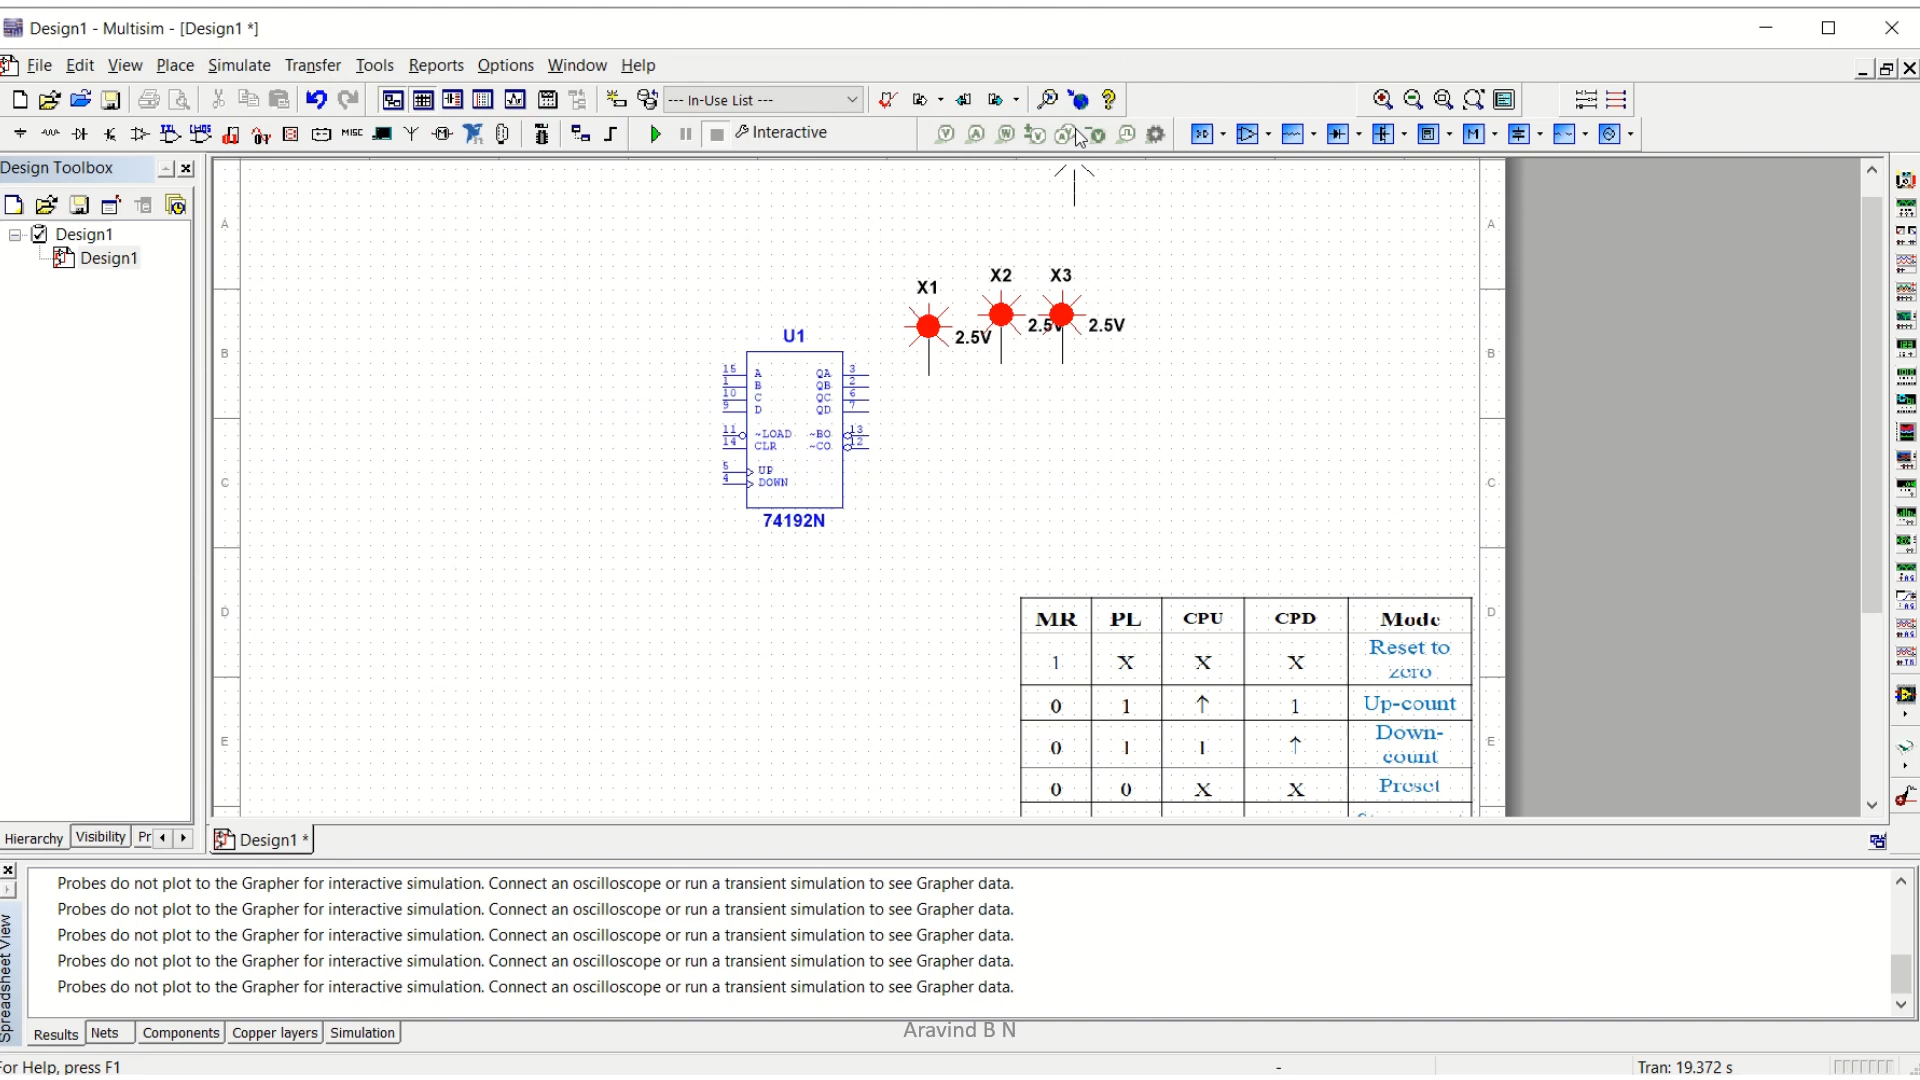 Design1 - Multisim - [Design1 *]
File Edit View Place Simulate Transfer Tools Reports Options Window Help
--- In-Use List ---
MISC Interactive
Design Toolbox
Design1
Design1
Hierarchy Visibility Pr
A
B
C
D
E
A
B
C
D
E
X1
2.5V
X2
2.5V
X3
2.5V
U1
15 A QA 3
1 B QB 2
10 C QC 6
9 D QD 7
11 ~LOAD ~BO 13
14 CLR ~CO 12
5 UP
4 DOWN
74192N
MR PL CPU CPD Mode
1 X X X Reset to zero
0 1 ↑ 1 Up-count
0 1 1 ↑ Down-count
0 0 X X Preset
Design1 *
Probes do not plot to the Grapher for interactive simulation. Connect an oscilloscope or run a transient simulation to see Grapher data.
Probes do not plot to the Grapher for interactive simulation. Connect an oscilloscope or run a transient simulation to see Grapher data.
Probes do not plot to the Grapher for interactive simulation. Connect an oscilloscope or run a transient simulation to see Grapher data.
Probes do not plot to the Grapher for interactive simulation. Connect an oscilloscope or run a transient simulation to see Grapher data.
Probes do not plot to the Grapher for interactive simulation. Connect an oscilloscope or run a transient simulation to see Grapher data.
Spreadsheet View
Results Nets Components Copper layers Simulation
Aravind B N
For Help, press F1
- Tran: 19.372 s